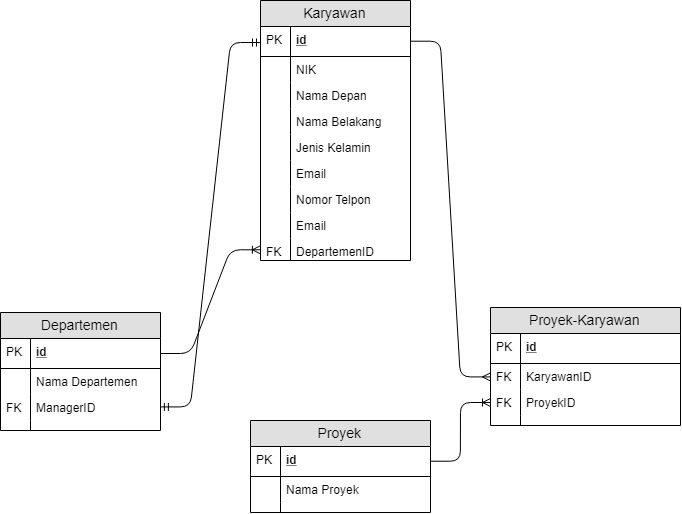 Karyawan
PK id
NIK
Nama Depan
Nama Belakang
Jenis Kelamin
Email
Nomor Telpon
Email
FK DepartemenID
Departemen
PK id
Nama Departemen
FK ManagerID
Proyek-Karyawan
PK id
FK KaryawanID
FK ProyekID
Proyek
PK id
Nama Proyek